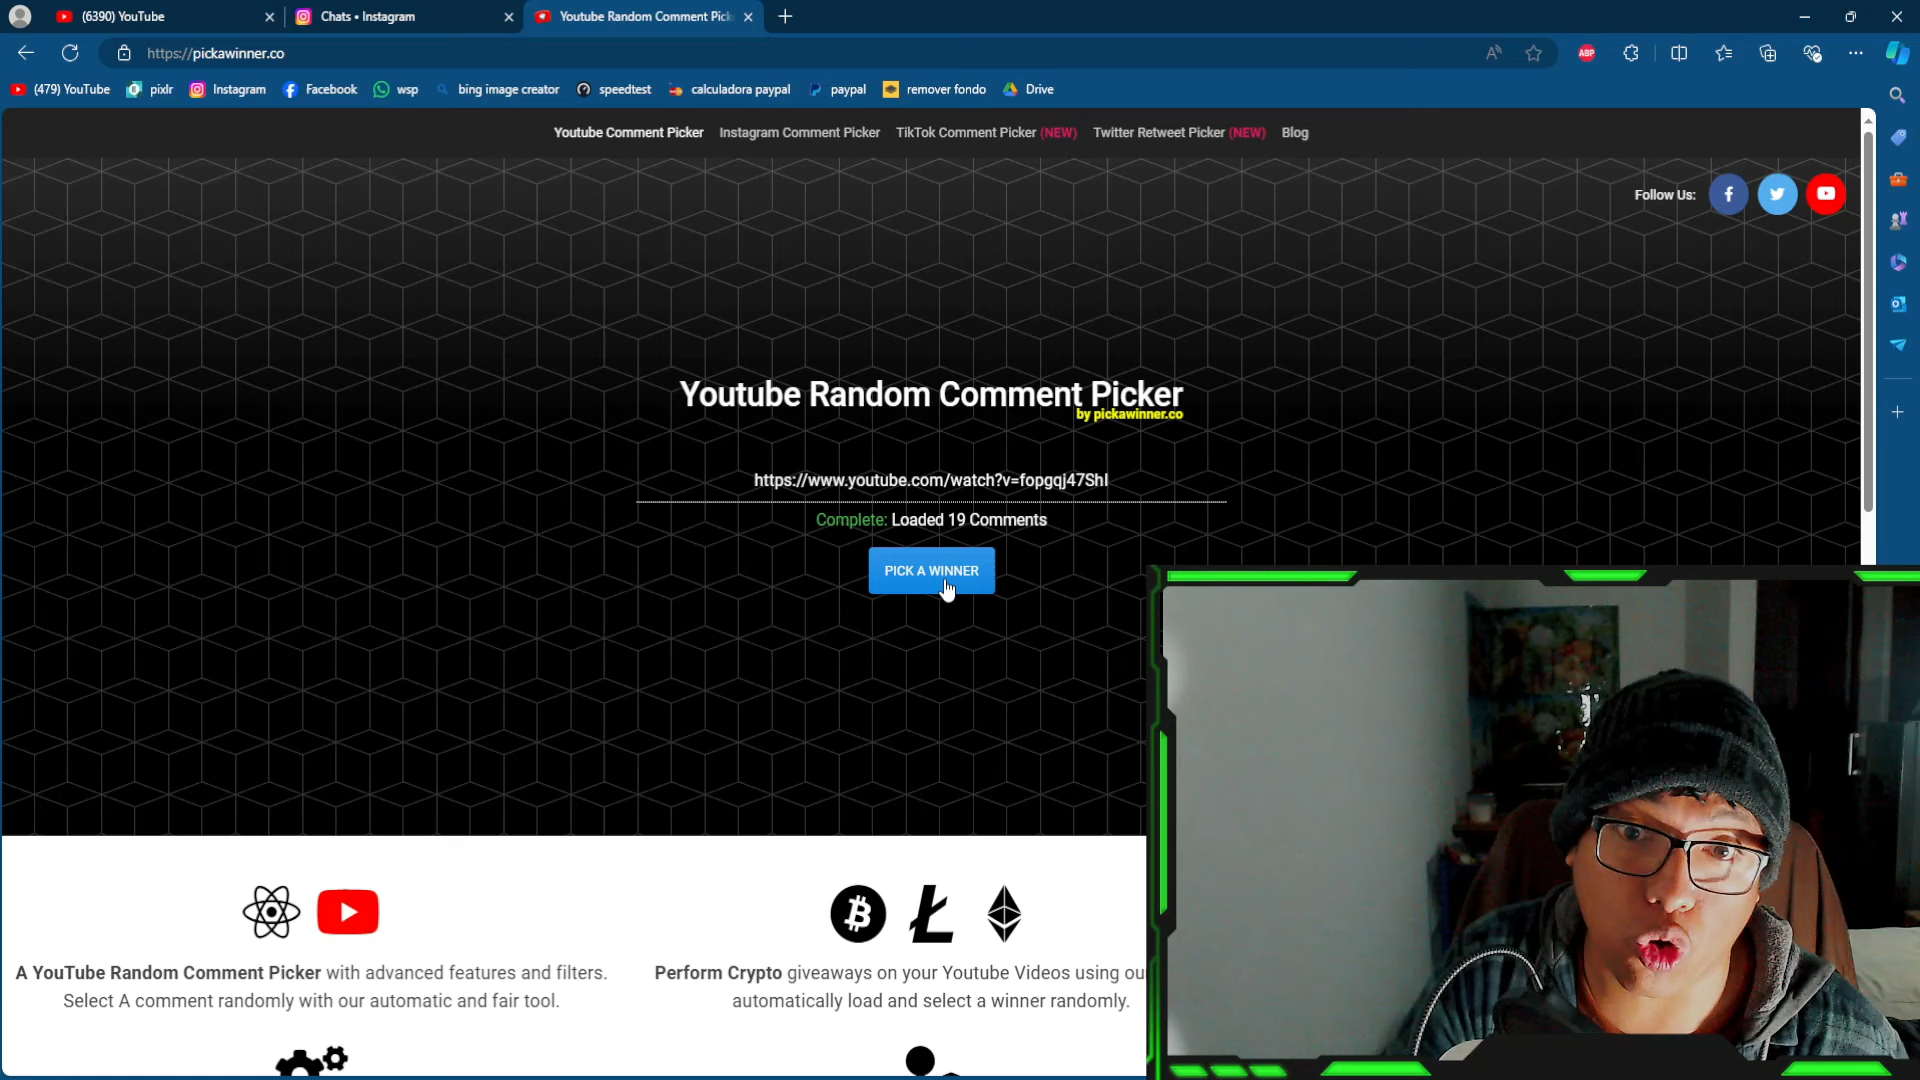 (6390) YouTube
Chats • Instagram
Youtube Random Comment Pick
https://pickawinner.co
ABP
(479) YouTube
pixlr
Instagram
Facebook
wsp
bing image creator
speedtest
calculadora paypal
paypal
remover fondo
Drive
Youtube Comment Picker
Instagram Comment Picker
TikTok Comment Picker (NEW)
Twitter Retweet Picker (NEW)
Blog
Follow Us:
Youtube Random Comment Picker
by pickawinner.co
https://www.youtube.com/watch?v=fopgqj47ShI
Complete: Loaded 19 Comments
PICK A WINNER
A YouTube Random Comment Picker with advanced features and filters.
Select A comment randomly with our automatic and fair tool.
Perform Crypto giveaways on your Youtube Videos using ou
automatically load and select a winner randomly.